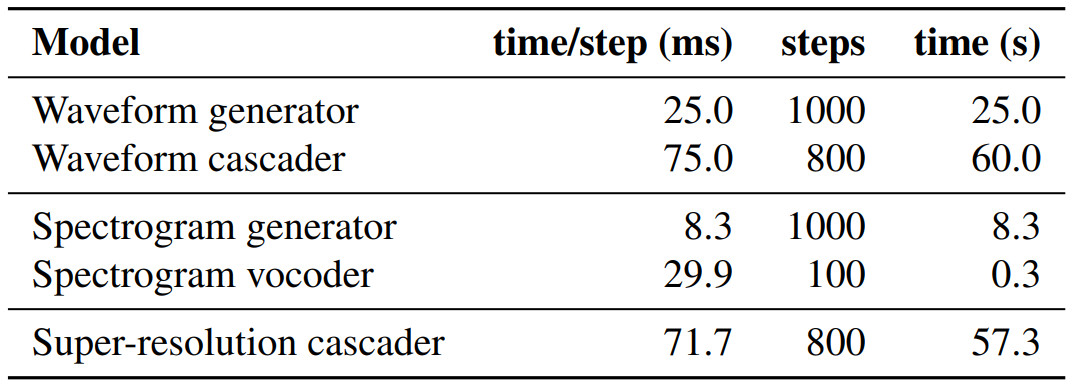 Model time/step (ms) steps time (s)
Waveform generator 25.0 1000 25.0
Waveform cascader 75.0 800 60.0
Spectrogram generator 8.3 1000 8.3
Spectrogram vocoder 29.9 100 0.3
Super-resolution cascader 71.7 800 57.3